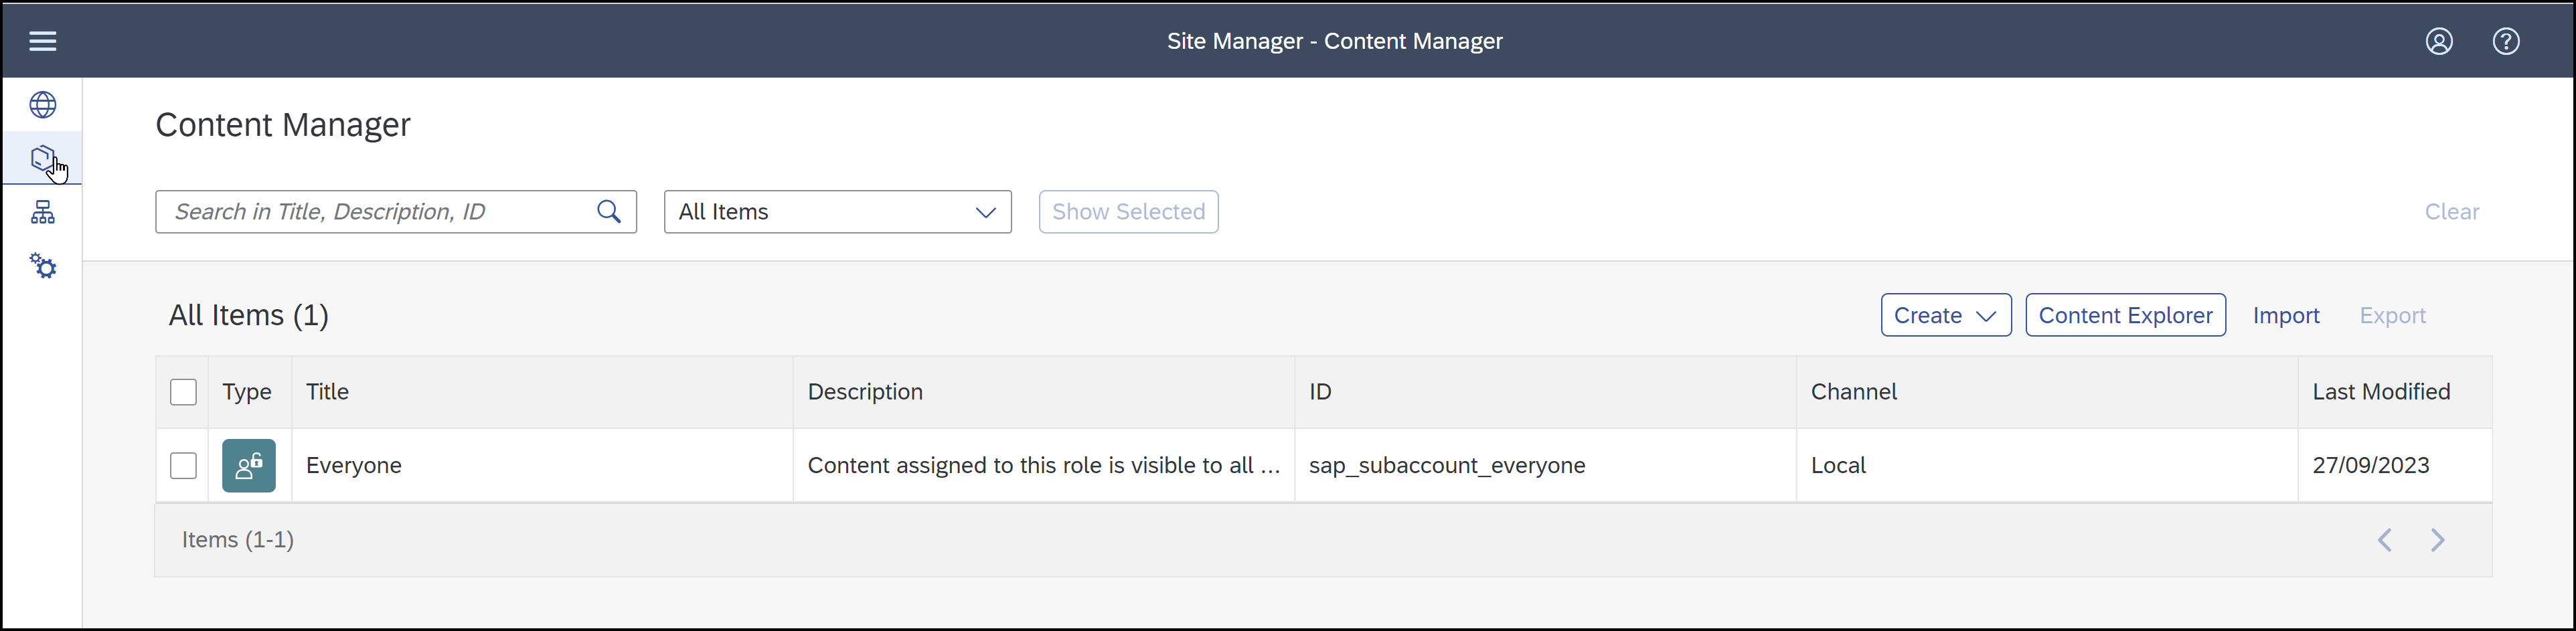 Site Manager - Content Manager
Content Manager
Search in Title, Description, ID
All Items
Show Selected
Clear
All Items (1)
Create
Content Explorer
Import
Export
Type
Title
Description
ID
Channel
Last Modified
Everyone
Content assigned to this role is visible to all ...
sap_subaccount_everyone
Local
27/09/2023
Items (1-1)